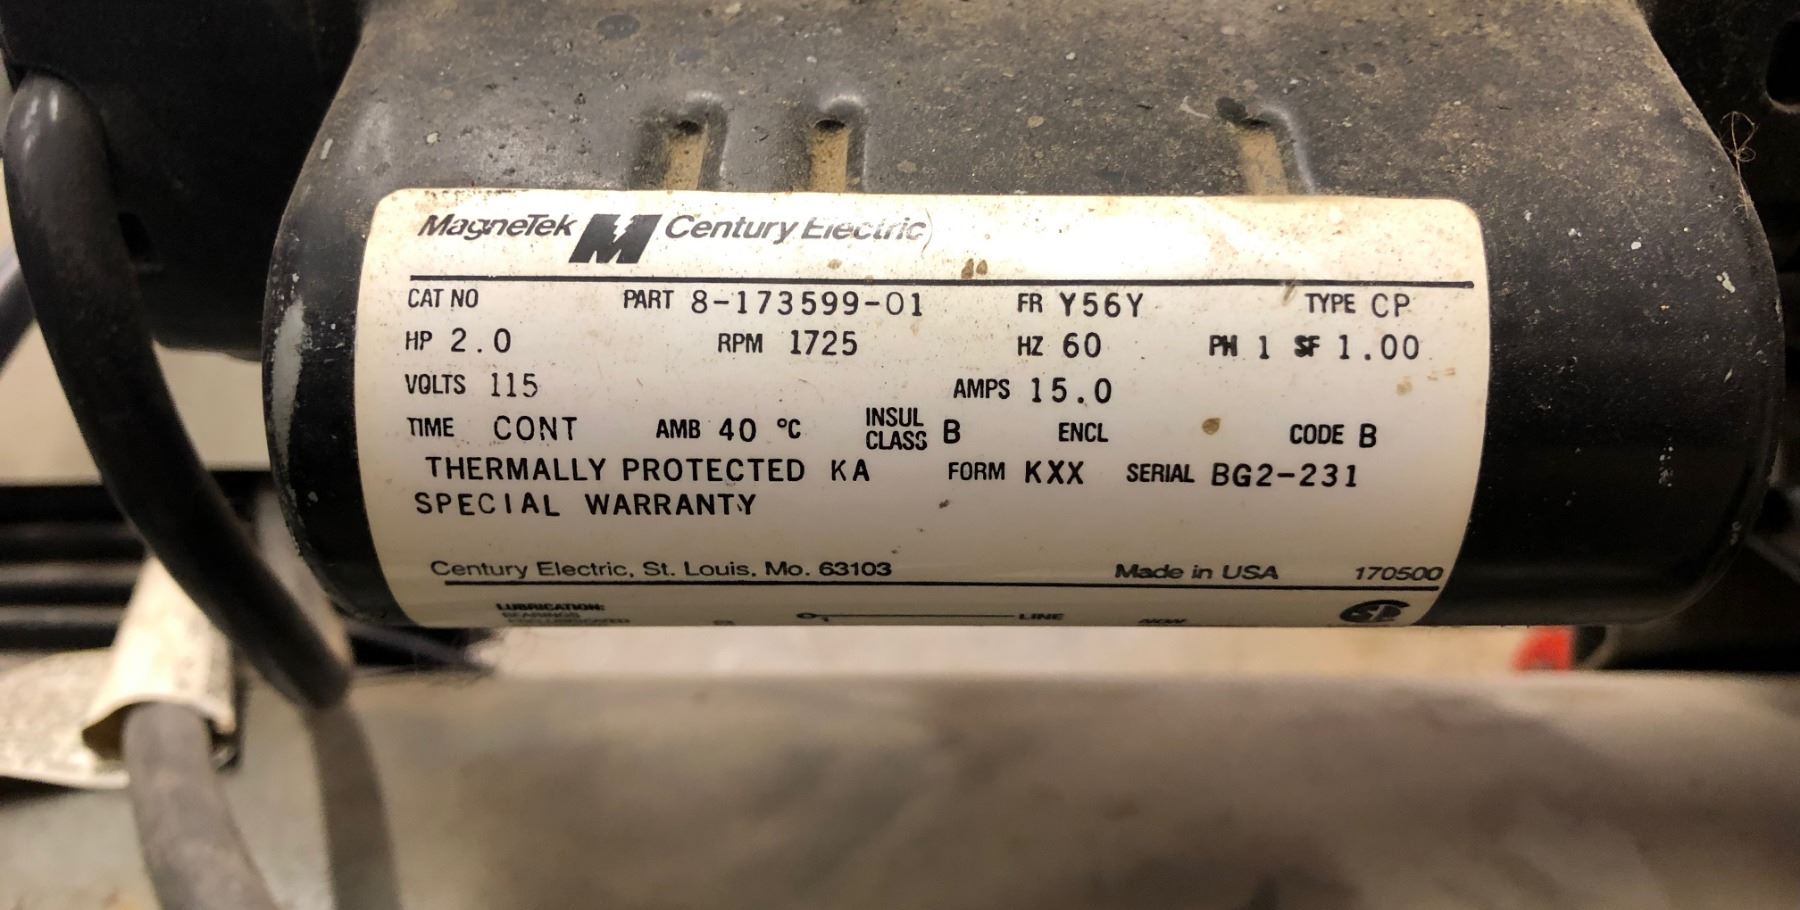 MagneTek Century Electric
CAT NO PART 8-173599-01 FR Y56Y TYPE CP
HP 2.0 RPM 1725 HZ 60 PH 1 SF 1.00
VOLTS 115 AMPS 15.0
TIME CONT AMB 40 °C INSUL CLASS B ENCL CODE B
THERMALLY PROTECTED KA FORM KXX SERIAL BG2-231
SPECIAL WARRANTY
Century Electric, St. Louis, Mo. 63103 Made in USA 170500
LUBRICATION: LINE
BEARINGS